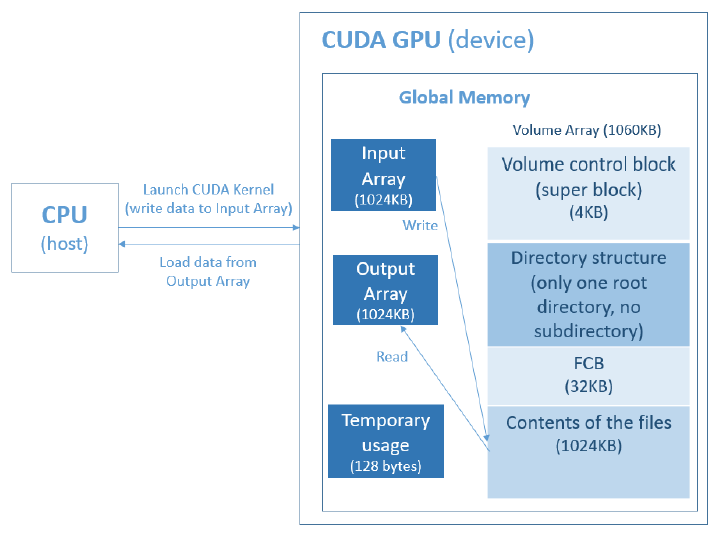 CUDA GPU (device)
Global Memory
Volume Array (1060KB)
Input
Array
(1024KB)
Volume control block
(super block)
(4KB)
Launch CUDA Kernel
(write data to Input Array)
CPU
(host)
Write
Load data from
Output Array
Output
Array
(1024KB)
Directory structure
(only one root
directory, no
subdirectory)
Read
FCB
(32KB)
Temporary
usage
(128 bytes)
Contents of the files
(1024KB)